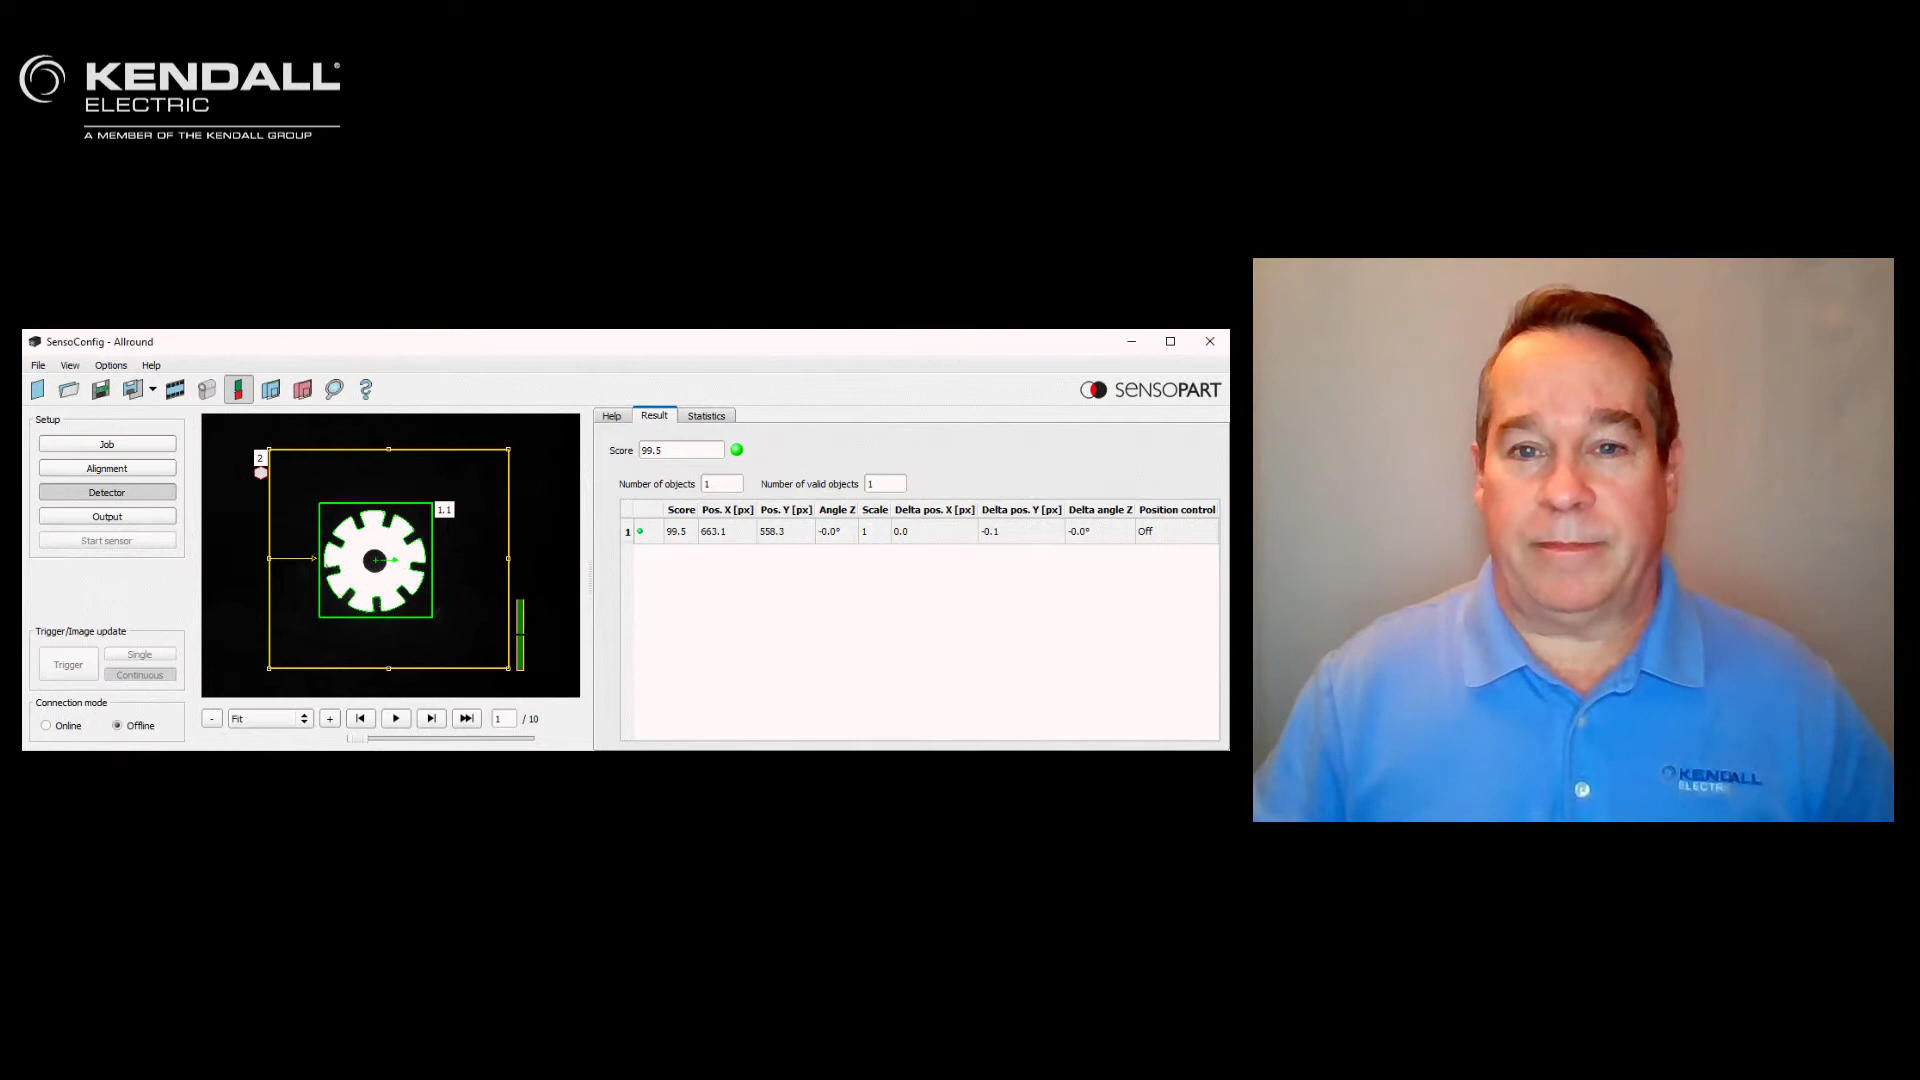 KENDALL®
ELECTRIC
A MEMBER OF THE KENDALL GROUP
SensoConfig - Allround
File View Options Help
SENSOPART
Setup
Job
Alignment
Detector
Output
Start sensor
Trigger/Image update
Trigger
Single
Continuous
Connection mode
Online Offline
2
1.1
- Fit + 1 / 10
Help Result Statistics
Score 99.5
Number of objects 1 Number of valid objects 1
Score Pos. X [px] Pos. Y [px] Angle Z Scale Delta pos. X [px] Delta pos. Y [px] Delta angle Z Position control
1 99.5 663.1 558.3 -0.0° 1 0.0 -0.1 -0.0° Off
KENDALL
ELECTRIC